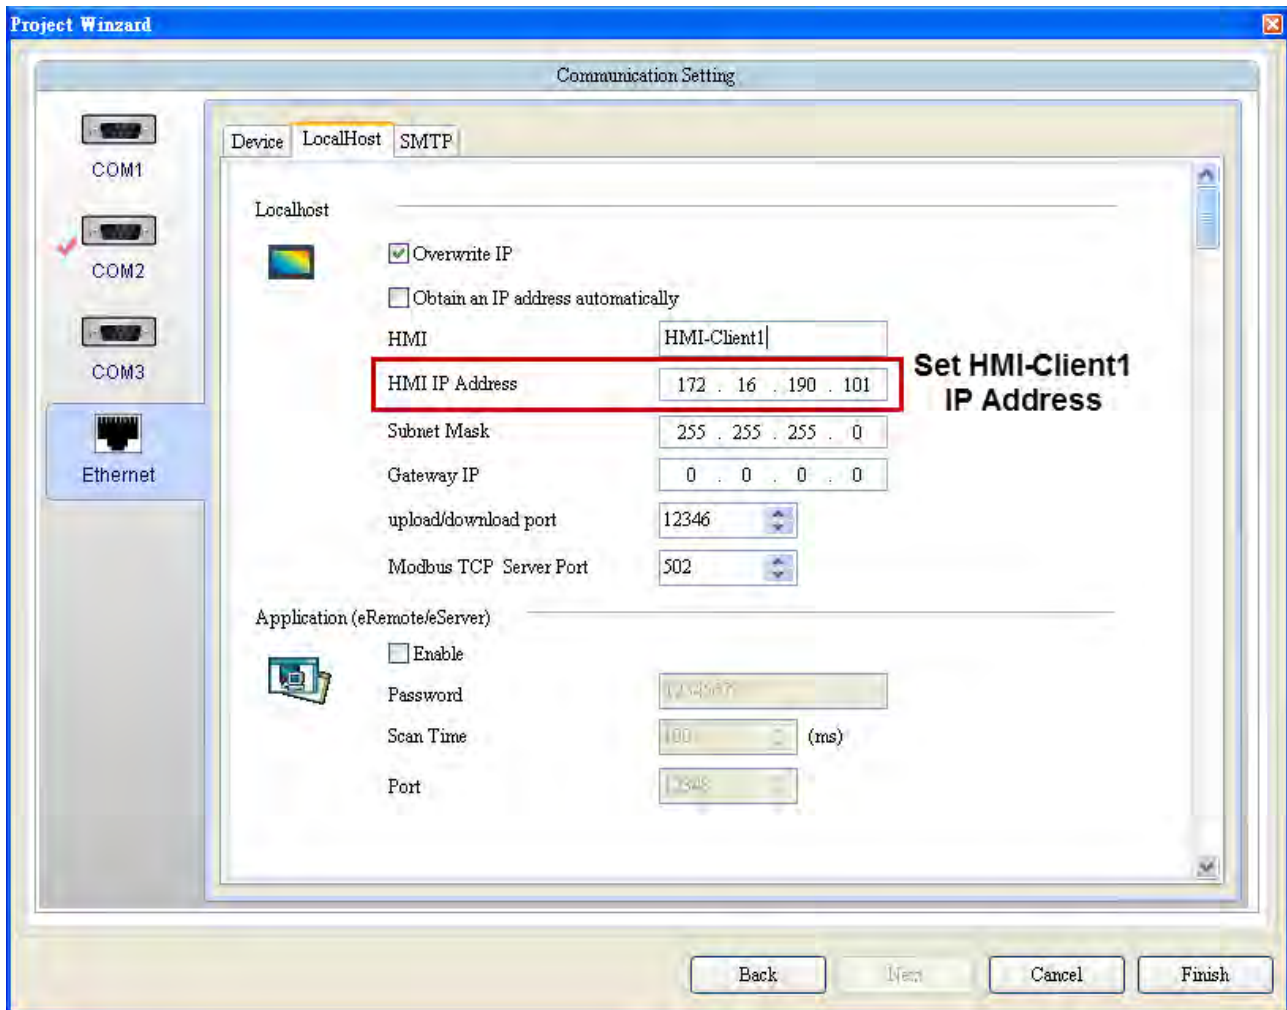 Project Winzard
Communication Setting
COM1
COM2
COM3
Ethernet
Device LocalHost SMTP
Localhost
Overwrite IP
Obtain an IP address automatically
HMI HMI-Client1
HMI IP Address 172 . 16 . 190 . 101
Set HMI-Client1
IP Address
Subnet Mask 255 . 255 . 255 . 0
Gateway IP 0 . 0 . 0 . 0
upload/download port 12346
Modbus TCP Server Port 502
Application (eRemote/eServer)
Enable
Password
Scan Time 100 (ms)
Port 12348
Back Next Cancel Finish